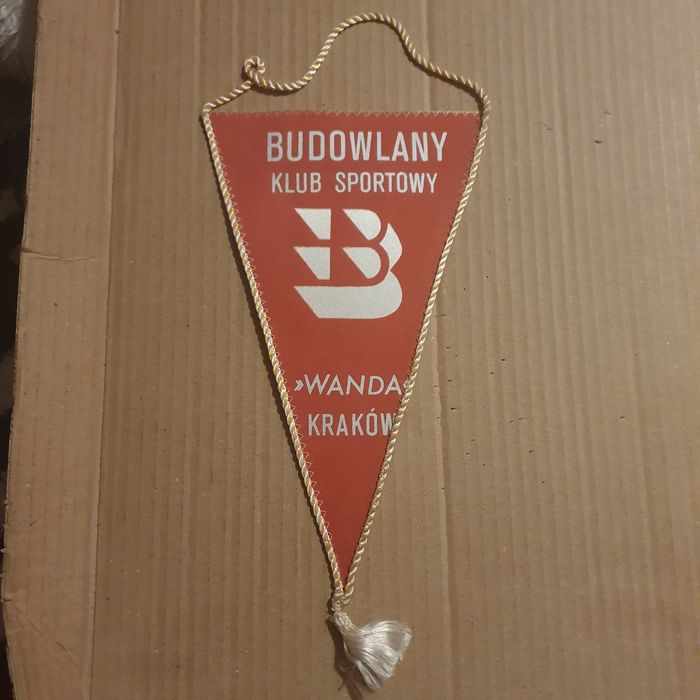 BUDOWLANY
KLUB SPORTOWY
B
»WANDA«
KRAKÓW